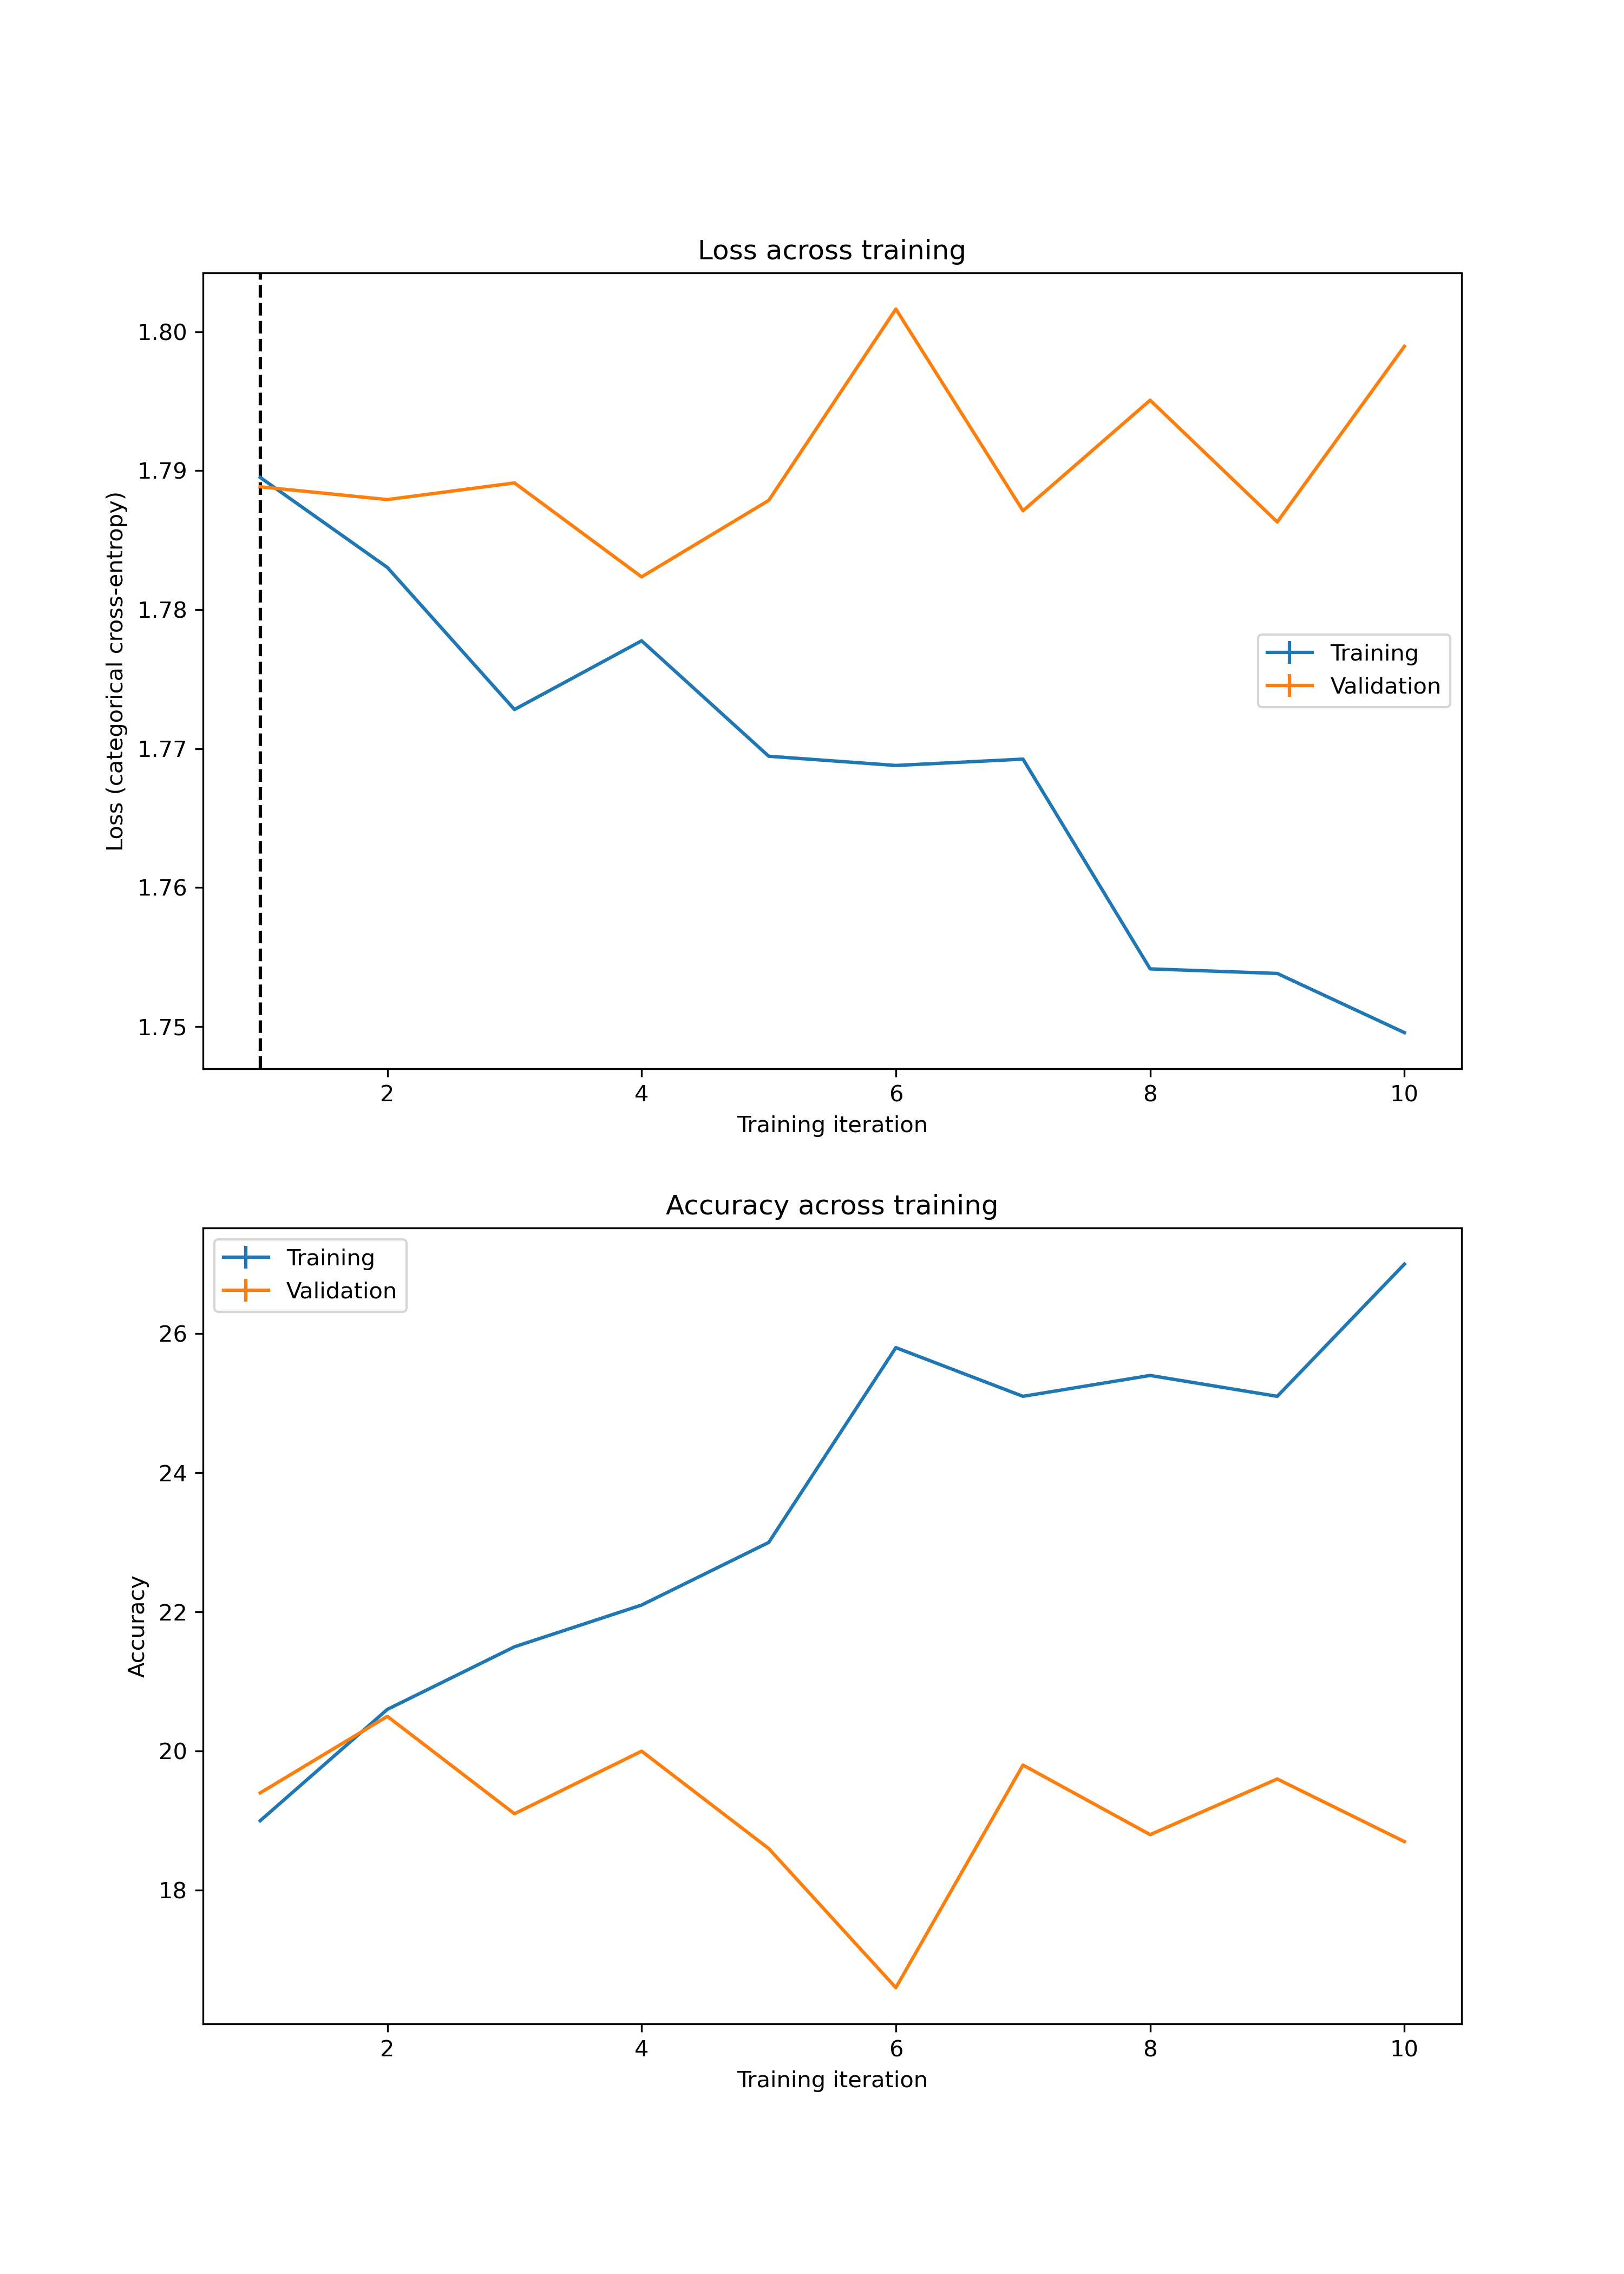 Loss across training
Loss (categorical cross-entropy)
1.80
1.79
1.78
1.77
1.76
1.75
Training
Validation
2 4 6 8 10
Training iteration
Accuracy across training
Training
Validation
Accuracy
26
24
22
20
18
2 4 6 8 10
Training iteration